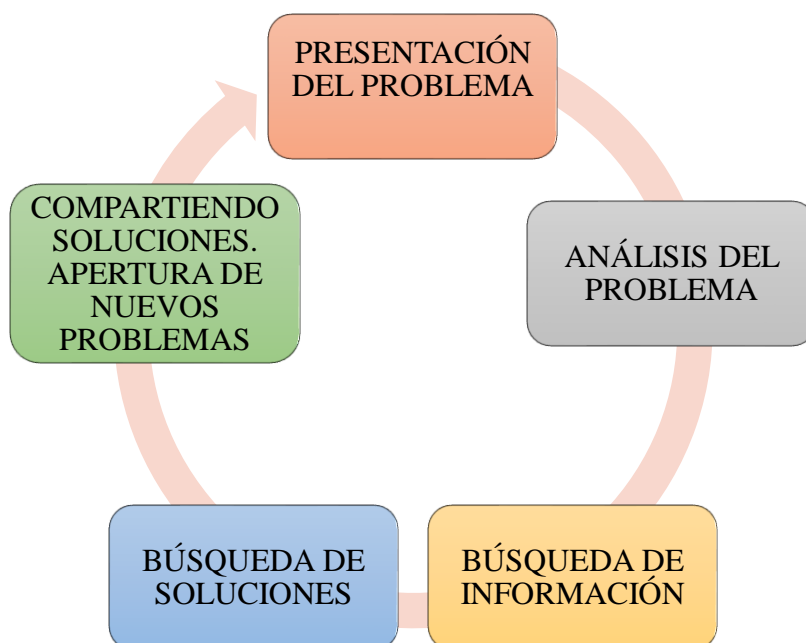 PRESENTACIÓN
DEL PROBLEMA
ANÁLISIS DEL
PROBLEMA
BÚSQUEDA DE
INFORMACIÓN
BÚSQUEDA DE
SOLUCIONES
COMPARTIENDO
SOLUCIONES.
APERTURA DE
NUEVOS
PROBLEMAS